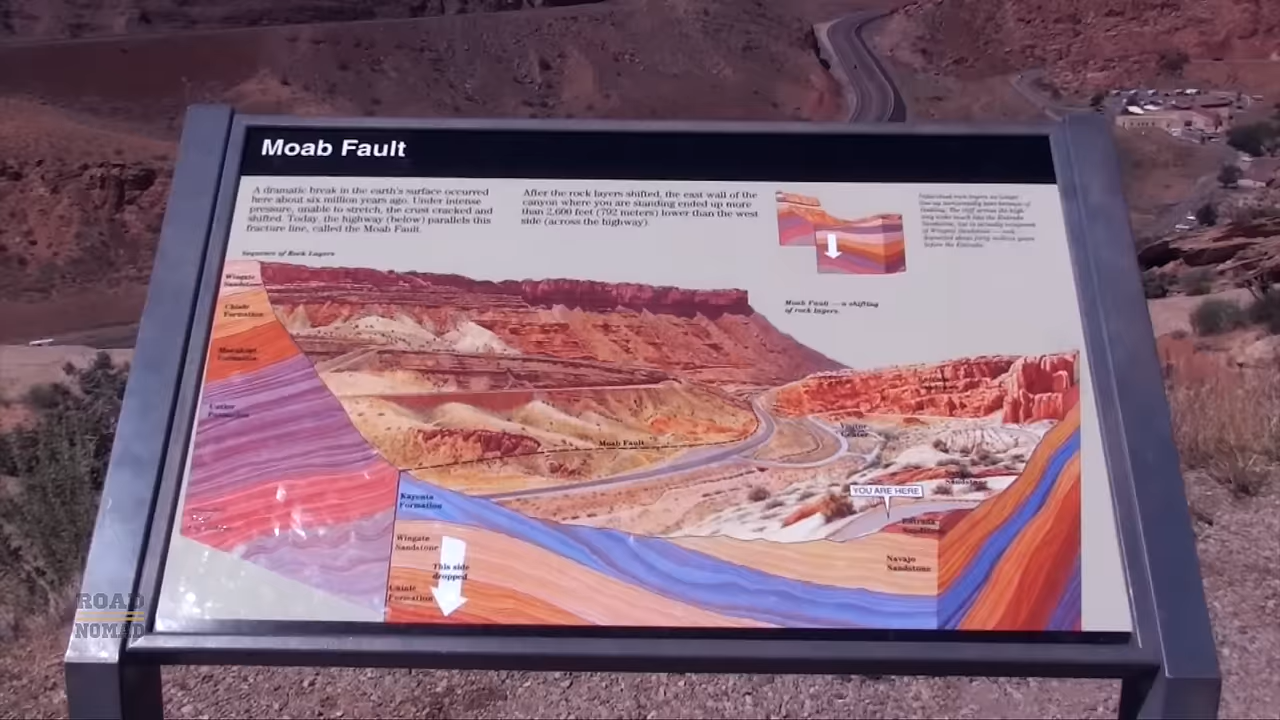 Moab Fault
A dramatic break in the earth's surface occurred
here about six million years ago. Under intense
pressure, unable to stretch, the crust cracked and
shifted. Today, the highway (below) parallels this
fracture line, called the Moab Fault.
After the rock layers shifted, the east wall of the
canyon where you are standing ended up more
than 2,600 feet (792 meters) lower than the west
side (across the highway).
Moab Fault — a shifting
of rock layers.
Sequence of Rock Layers
Wingate
Sandstone
Chinle
Formation
Moenkopi
Formation
Cutler
Formation
Moab Fault
Visitor
Center
YOU ARE HERE
Sandstone
Entrada
Sandstone
Navajo
Sandstone
Kayenta
Formation
Wingate
Sandstone
This side
dropped
Chinle
Formation
ROAD
NOMAD